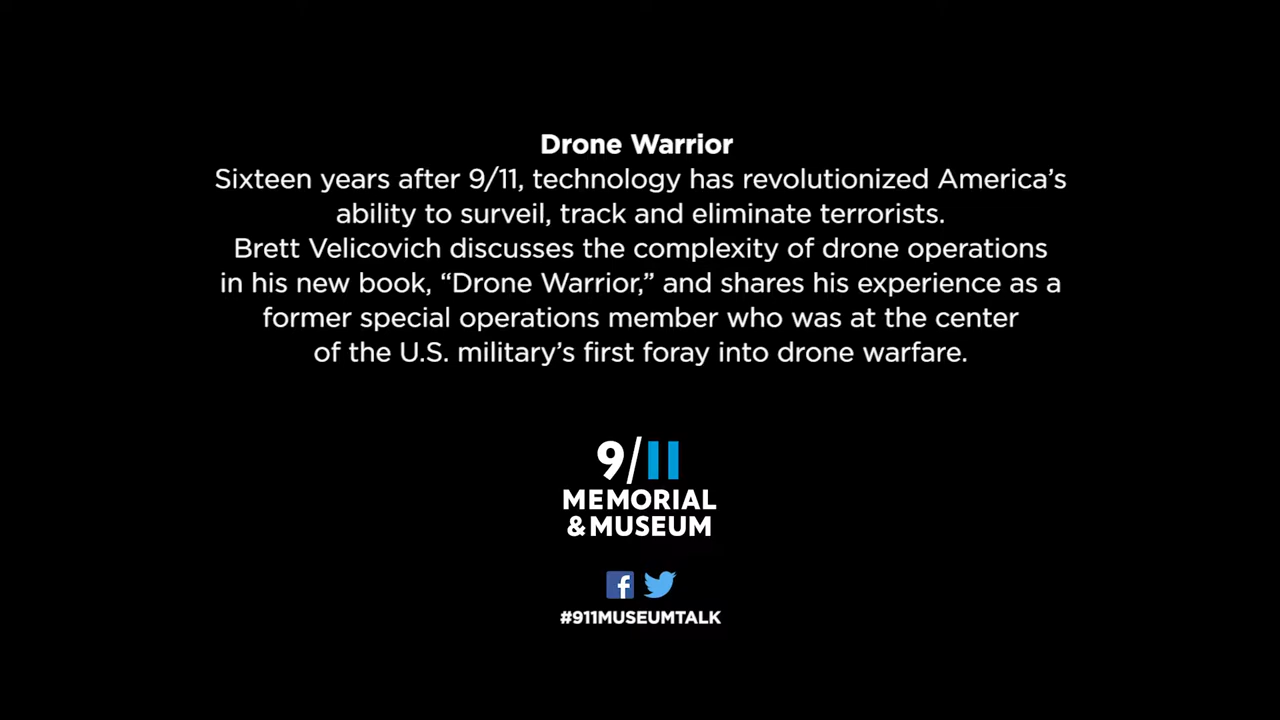 Drone Warrior
Sixteen years after 9/11, technology has revolutionized America’s
ability to surveil, track and eliminate terrorists.
Brett Velicovich discusses the complexity of drone operations
in his new book, “Drone Warrior,” and shares his experience as a
former special operations member who was at the center
of the U.S. military’s first foray into drone warfare.
9/11
MEMORIAL
& MUSEUM
#911MUSEUMTALK